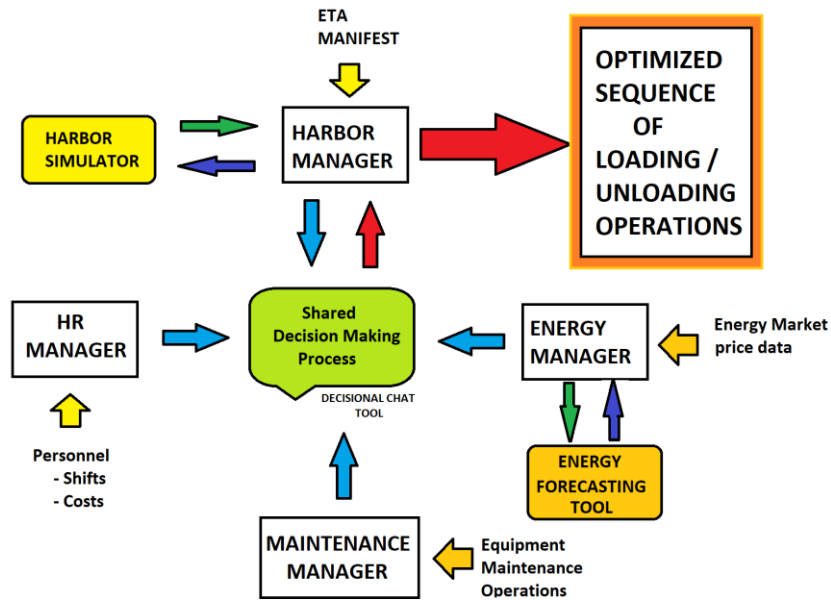 ETA
MANIFEST
HARBOR
SIMULATOR
HARBOR
MANAGER
OPTIMIZED
SEQUENCE
OF
LOADING /
UNLOADING
OPERATIONS
HR
MANAGER
Shared
Decision Making
Process
DECISIONAL CHAT
TOOL
ENERGY
MANAGER
Energy Market
price data
Personnel
- Shifts
- Costs
ENERGY
FORECASTING
TOOL
MAINTENANCE
MANAGER
Equipment
Maintenance
Operations